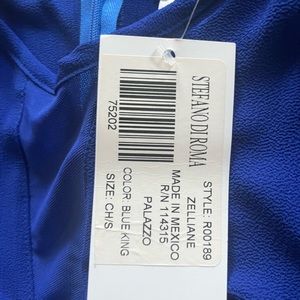 STEFANO DI ROMA
STYLE: R00189
ZELLIANE
MADE IN MEXICO
R/N 114315
PALAZZO
COLOR: BLUE KING
SIZE: CH/S
75202